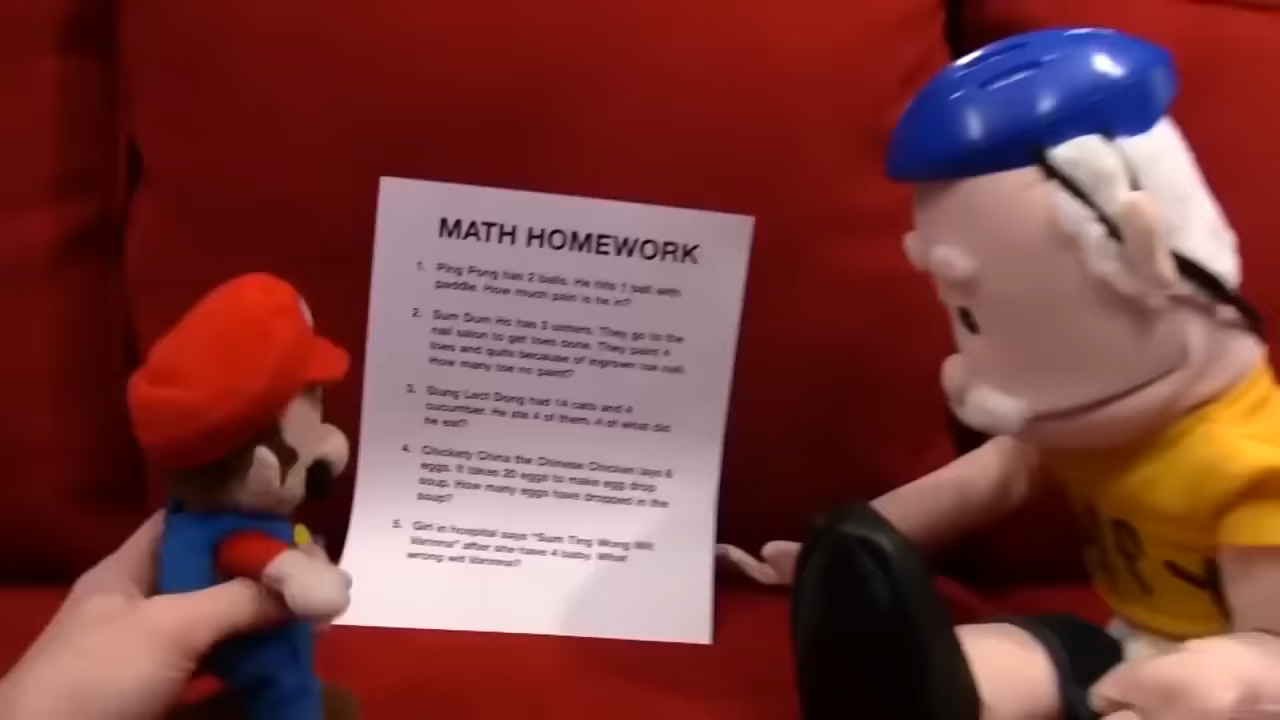 MATH HOMEWORK
1. Ping Pong has 2 balls. He hits 1 ball with
paddle. How much pain is he in?
2. Sum Dum Ho has 3 sisters. They go to the
nail salon to get toes done. They paint 4
toes and quits because of ingrown toe nail.
How many toe no paint?
3. Slung Lect Dong had 14 cats and 4
cucumber. He ate 4 of them. 4 of what did
he eat?
4. Chickety China the Chinese Chicken lays 6
eggs. It takes 20 eggs to make egg drop
soup. How many eggs have dropped in the
soup?
5. Girl in hospital says "Sum Ting Wong Wit
after she have 4 baby. What
wrong wit